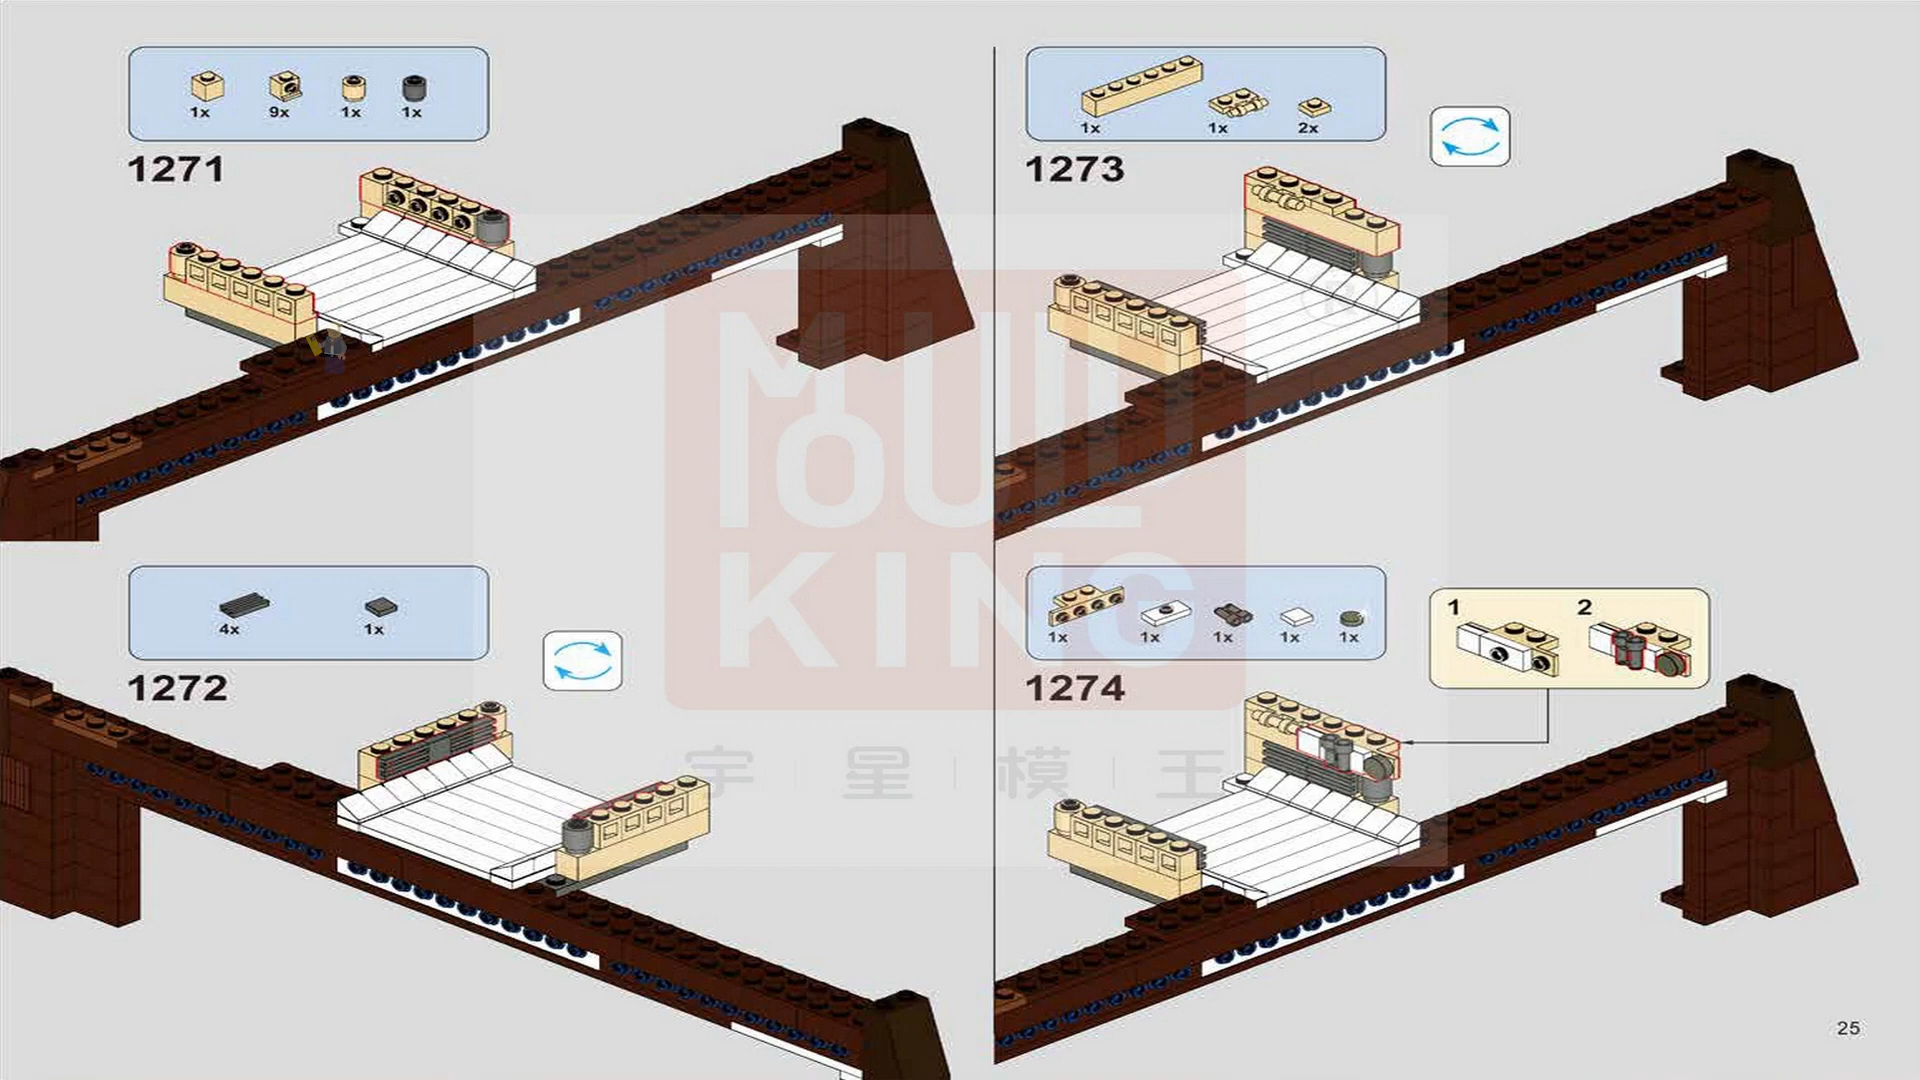 1x 9x 1x 1x
1271
4x 1x
1272
1x 1x 2x
1273
1x 1x 1x 1x 1x
1274
1 2
MOUL
KING
宇 星 模 王
25